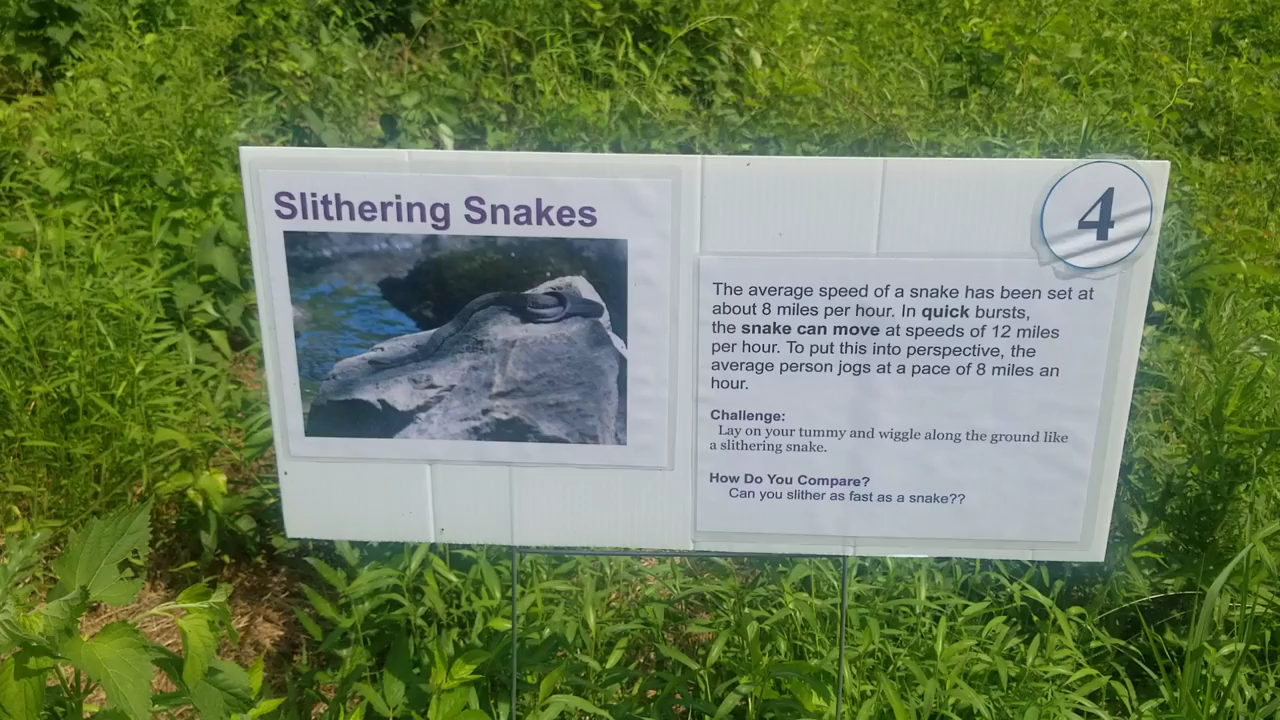 Slithering Snakes
4
The average speed of a snake has been set at
about 8 miles per hour. In quick bursts,
the snake can move at speeds of 12 miles
per hour. To put this into perspective, the
average person jogs at a pace of 8 miles an
hour.
Challenge:
Lay on your tummy and wiggle along the ground like
a slithering snake.
How Do You Compare?
Can you slither as fast as a snake??